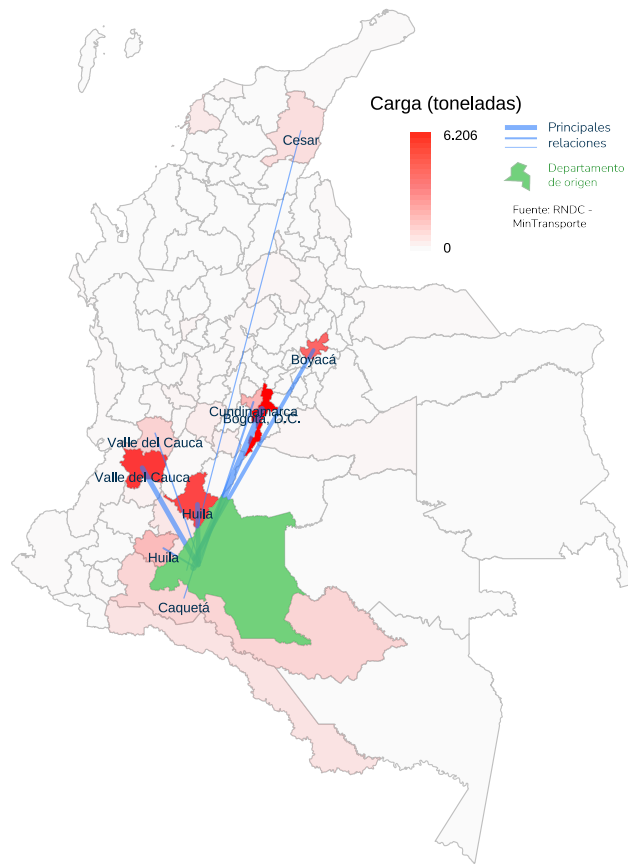 Carga (toneladas)
6.206
0
Principales
relaciones
Departamento
de origen
Fuente: RNDC -
MinTransporte
Cesar
Boyacá
Cundinamarca
Bogotá, D.C.
Valle del Cauca
Valle del Cauca
Huila
Huila
Caquetá